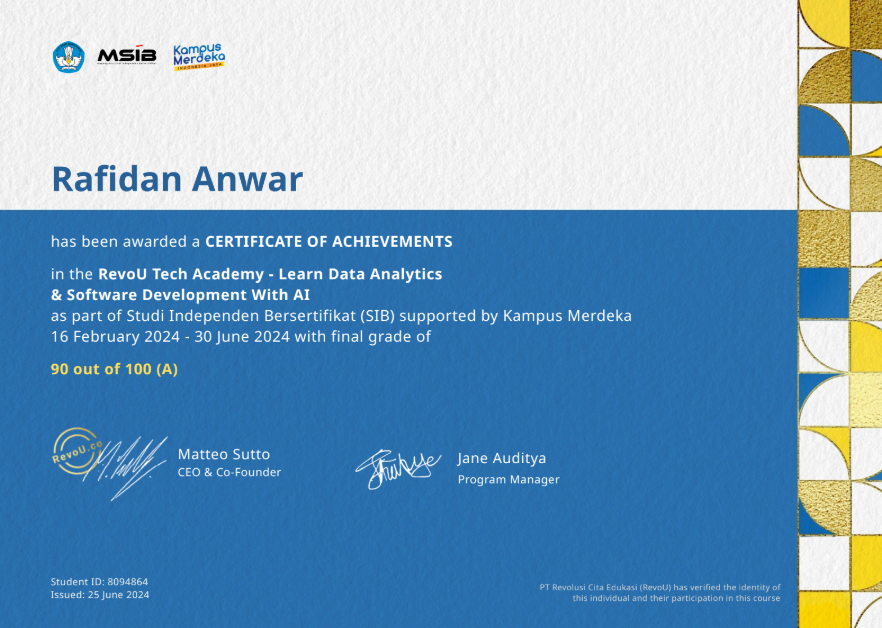 MSIB
Kampus
Merdeka
INDONESIA JAYA
Rafidan Anwar
has been awarded a CERTIFICATE OF ACHIEVEMENTS
in the RevoU Tech Academy - Learn Data Analytics
& Software Development With AI
as part of Studi Independen Bersertifikat (SIB) supported by Kampus Merdeka
16 February 2024 - 30 June 2024 with final grade of
90 out of 100 (A)
RevoU.co
Matteo Sutto
CEO & Co-Founder
Jane Auditya
Program Manager
Student ID: 8094864
Issued: 25 June 2024
PT Revolusi Cita Edukasi (RevoU) has verified the identity of
this individual and their participation in this course